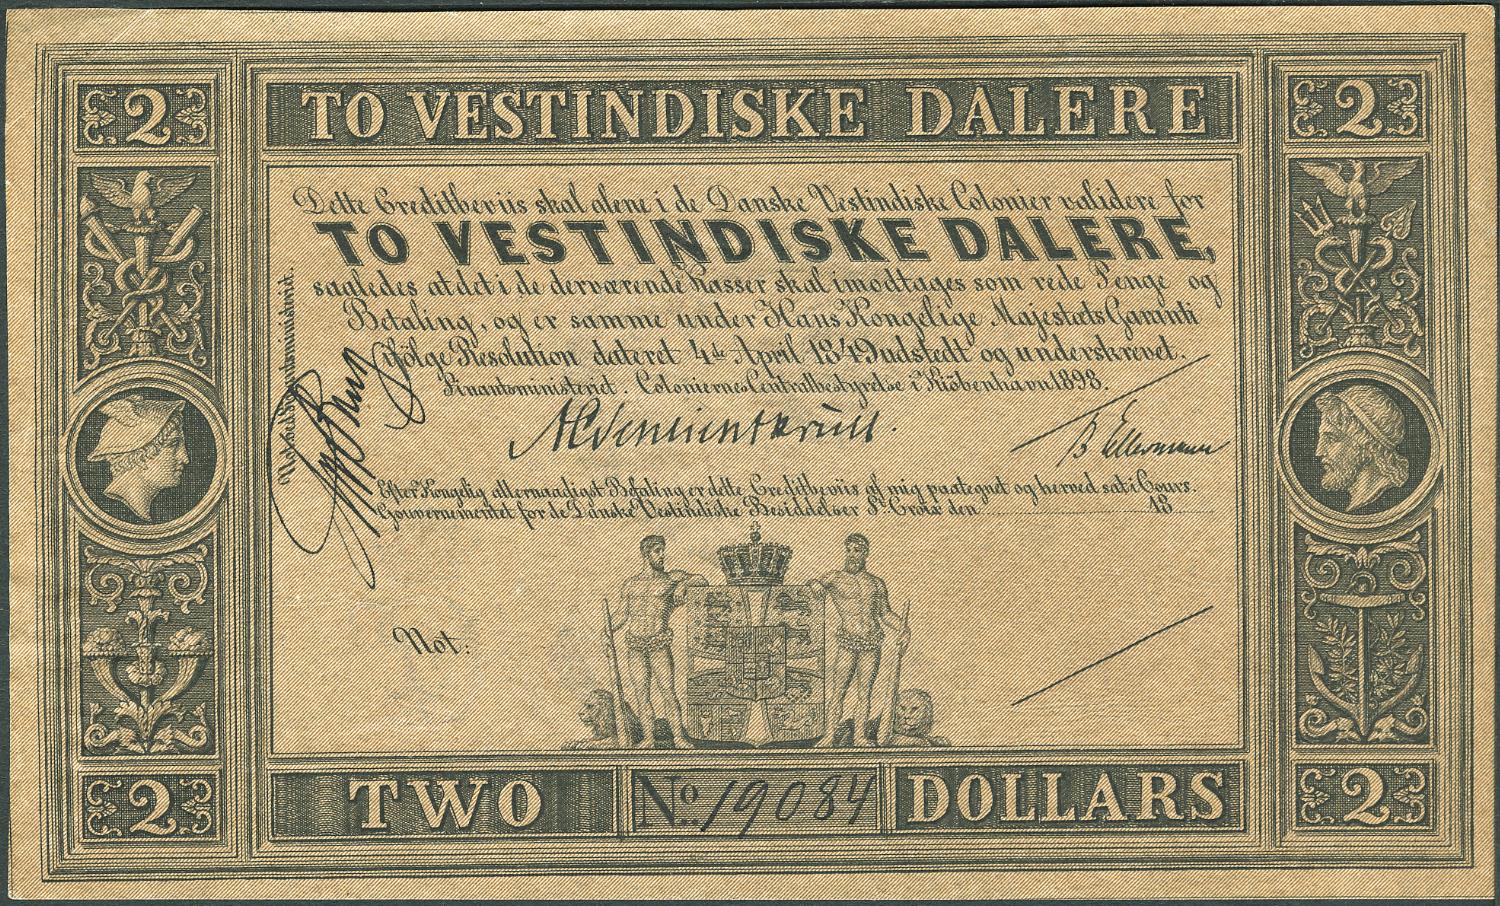 2 TO VESTINDISKE DALERE 2
Dette Creditbeviis skal alene i de Danske Vestindiske Colonier validere for
TO VESTINDISKE DALERE,
saaledes at det i de derværende Kasser skal imodtages som rede Penge og
Betaling, og er samme under Hans Kongelige Majestæts Garanti
ifølge Resolution dateret 4de April 1849 udstedt og underskrevet.
Finantsministeriet. Coloniernes Centralbestyrelse i Kiöbenhavn 1898.
B Ellermann
Efter Kongelig allernaadigst Befaling er dette Creditbeviis af mig paategnet og herved sat i Cours.
Gouvernementet for de Danske Vestindiske Besiddelser St. Croix den 18
Not:
2 TWO No. 19084 DOLLARS 2